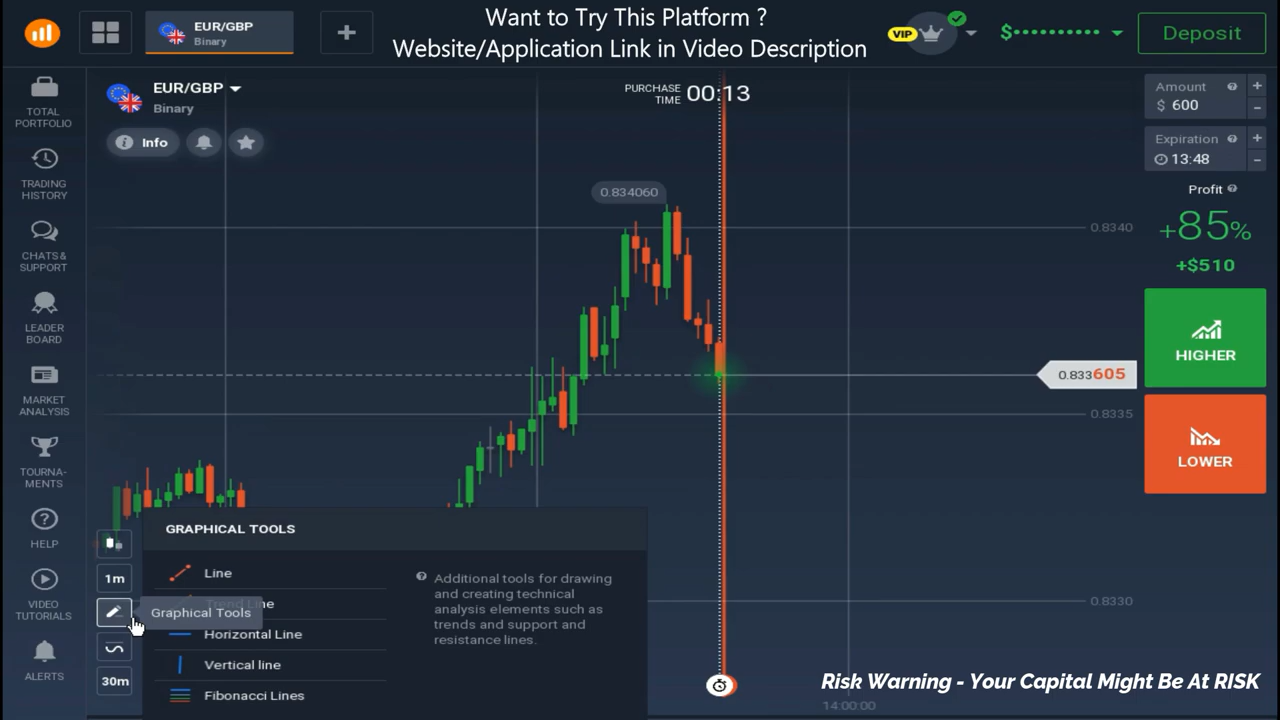 Want to Try This Platform ?
Website/Application Link in Video Description
EUR/GBP
Binary
+
VIP
$
Deposit
TOTAL
PORTFOLIO
TRADING
HISTORY
CHATS &
SUPPORT
LEADER
BOARD
MARKET
ANALYSIS
TOURNA-
MENTS
HELP
VIDEO
TUTORIALS
ALERTS
EUR/GBP
Binary
Info
PURCHASE
TIME 00:13
0.834060
0.8340
0.833605
0.8335
0.8330
14:00:00
Amount
$ 600
+
-
Expiration
13:48
+
-
Profit
+85%
+$510
HIGHER
LOWER
1m
30m
GRAPHICAL TOOLS
Line
Trend Line
Graphical Tools
Horizontal Line
Vertical line
Fibonacci Lines
Additional tools for drawing
and creating technical
analysis elements such as
trends and support and
resistance lines.
Risk Warning - Your Capital Might Be At RISK